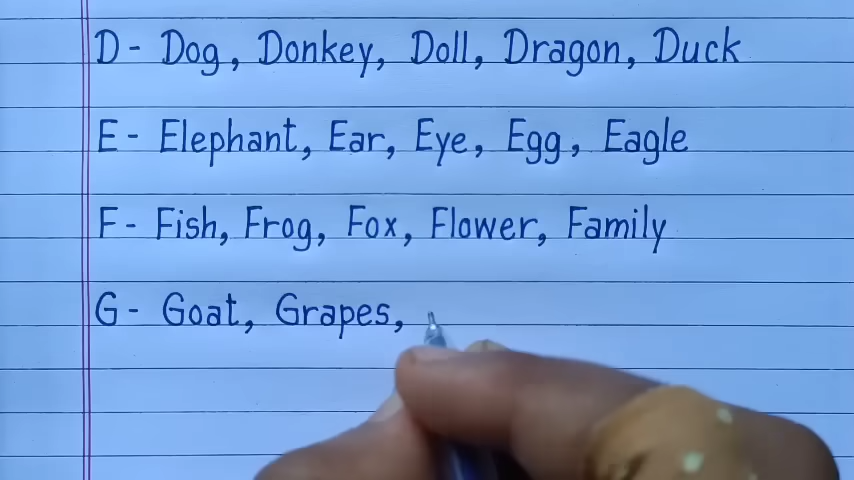 D - Dog, Donkey, Doll, Dragon, Duck
E - Elephant, Ear, Eye, Egg, Eagle
F - Fish, Frog, Fox, Flower, Family
G - Goat, Grapes,